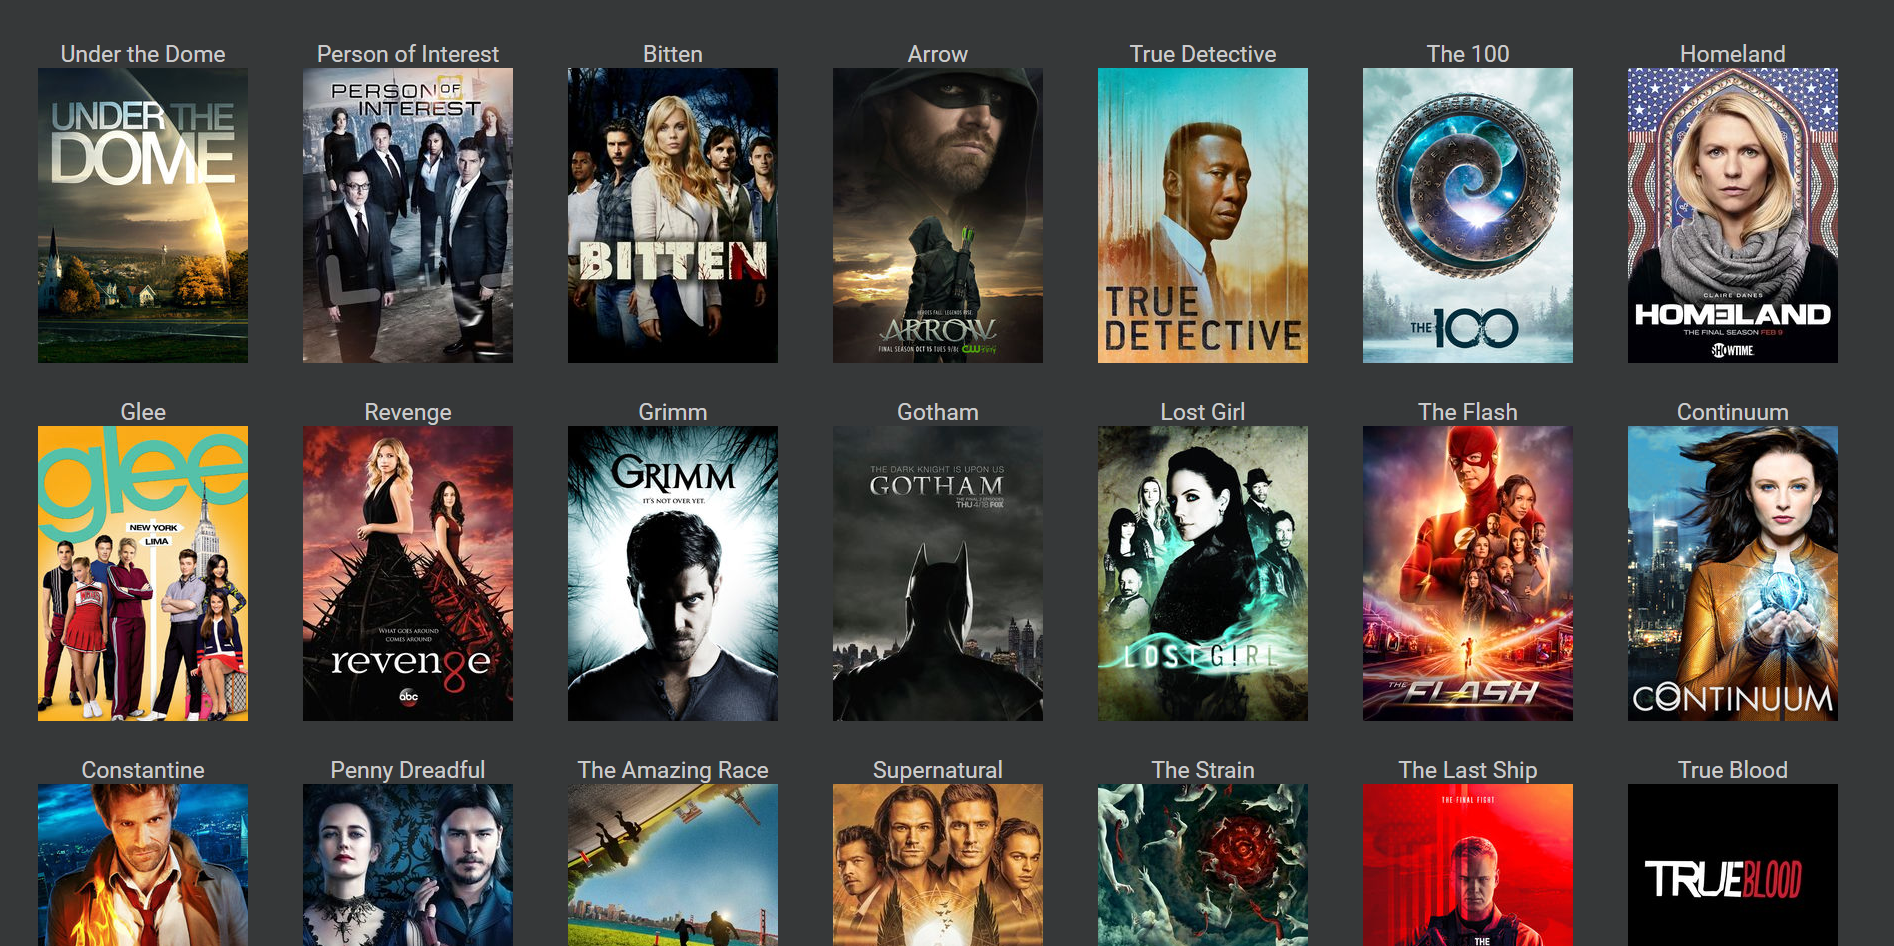 Under the Dome
Person of Interest
Bitten
Arrow
True Detective
The 100
Homeland
UNDER THE
DOME
PERSON OF
INTEREST
BITTEN
HEROES FALL. LEGENDS RISE.
ARROW
FINAL SEASON OCT 15 TUES 9/8c CW
TRUE
DETECTIVE
THE 100
CLAIRE DANES
HOMELAND
THE FINAL SEASON FEB 9
SHOWTIME
Glee
Revenge
Grimm
Gotham
Lost Girl
The Flash
Continuum
glee
NEW YORK
LIMA
WHAT GOES AROUND
COMES AROUND
revenge
abc
GRIMM
IT'S NOT OVER YET.
THE DARK KNIGHT IS UPON US
GOTHAM
THE FINAL 2 EPISODES
THU 4/18 FOX
LOST GIRL
THE FLASH
CONTINUUM
Constantine
Penny Dreadful
The Amazing Race
Supernatural
The Strain
The Last Ship
True Blood
THE FINAL FIGHT
THE
TRUE BLOOD